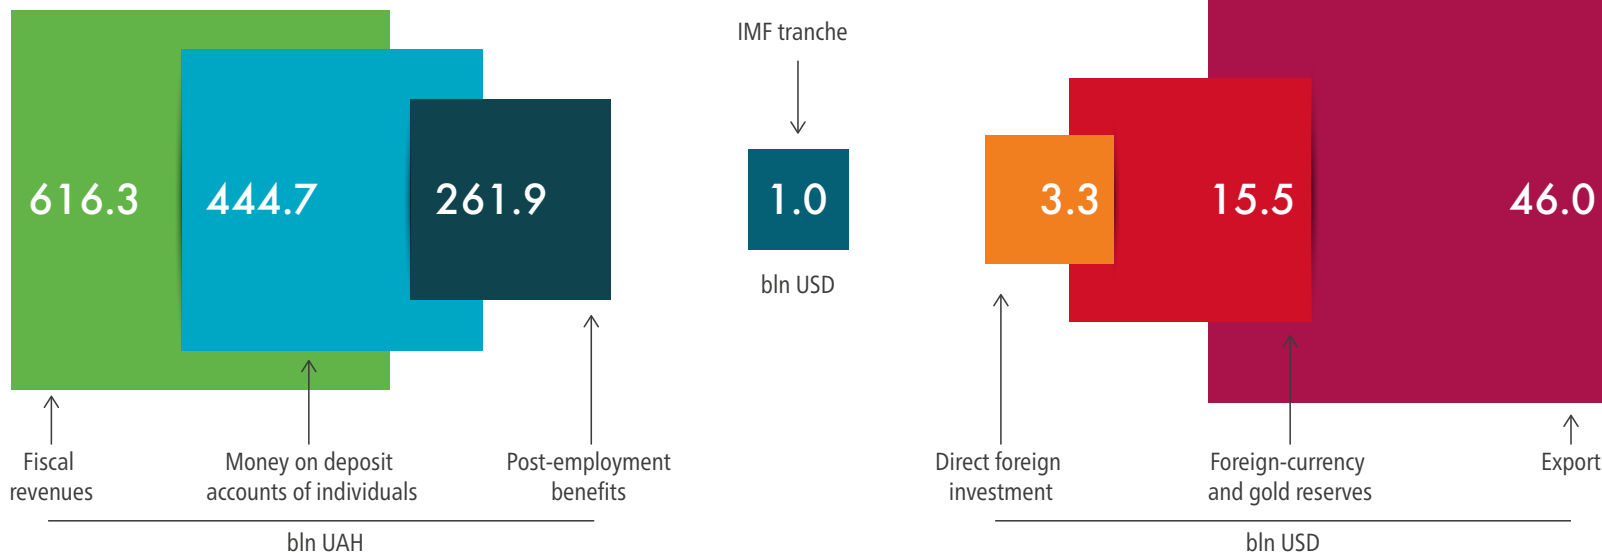 IMF tranche
616.3
444.7
261.9
1.0
3.3
15.5
46.0
bln USD
Fiscal
revenues
Money on deposit
accounts of individuals
Post-employment
benefits
Direct foreign
investment
Foreign-currency
and gold reserves
Export
bln UAH
bln USD